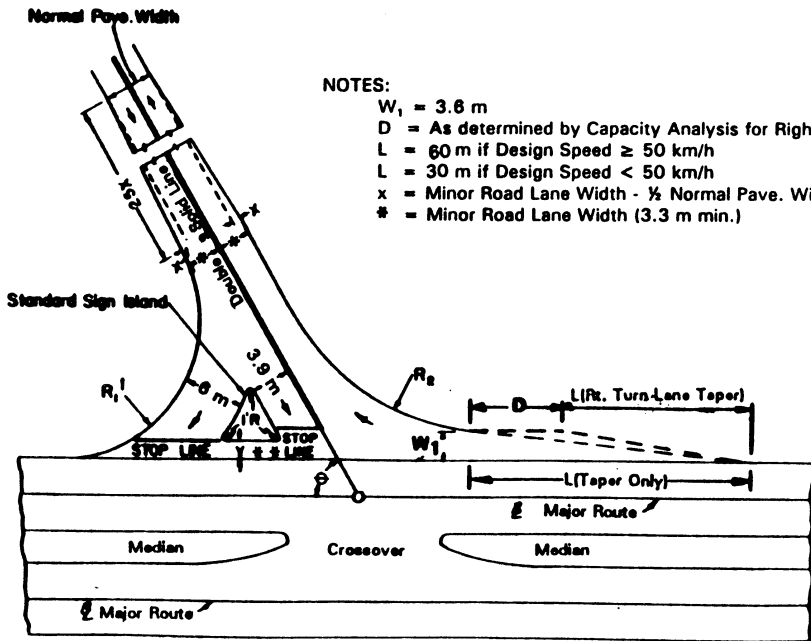 Normal Pave. Width
NOTES:
W1 = 3.6 m
D = As determined by Capacity Analysis for Righ
L = 60 m if Design Speed ≥ 50 km/h
L = 30 m if Design Speed < 50 km/h
x = Minor Road Lane Width - ½ Normal Pave. Wi
* = Minor Road Lane Width (3.3 m min.)
25X
Double Solid Line
L
x
x
*
*
Standard Sign Island
3.9 m
6 m
R1
R2
1'R
D
L(Rt. Turn-Lane Taper)
W1
STOP LINE
STOP LINE
* *
θ
L(Taper Only)
℄ Major Route
Median
Crossover
Median
℄ Major Route